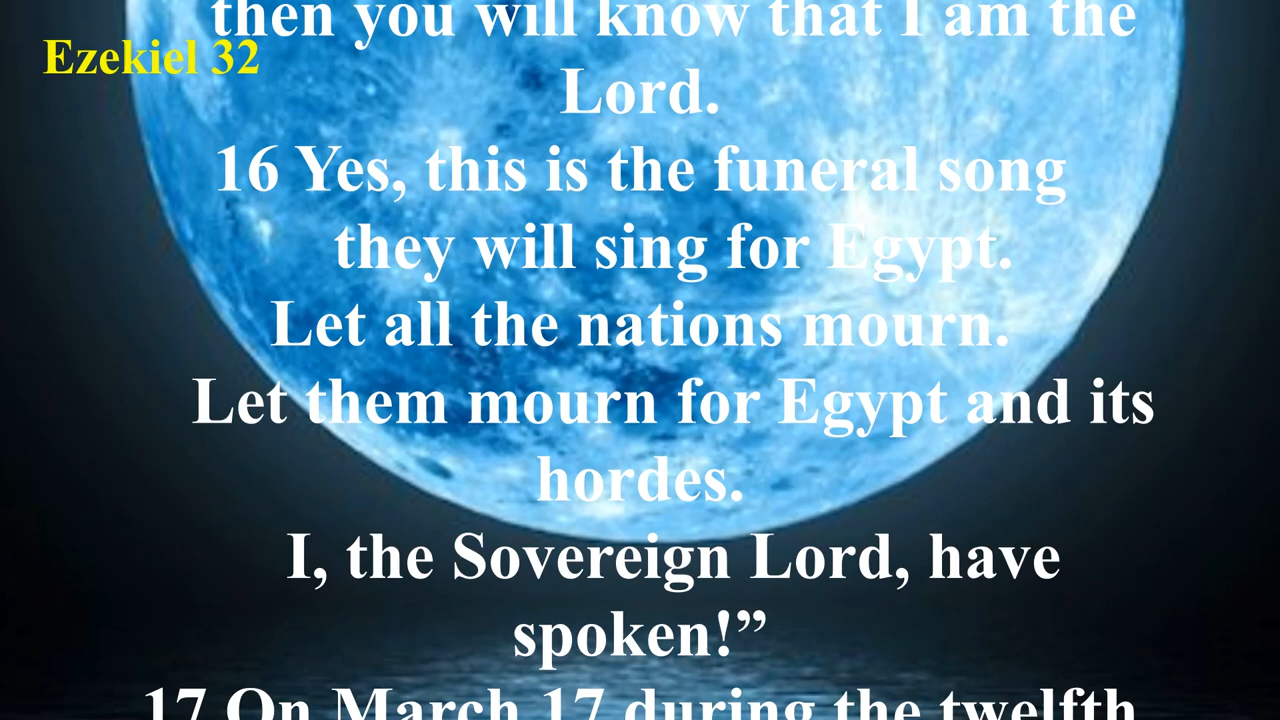 then you will know that I am the
Ezekiel 32
Lord.
16 Yes, this is the funeral song
they will sing for Egypt.
Let all the nations mourn.
Let them mourn for Egypt and its
hordes.
I, the Sovereign Lord, have
spoken!”
17 On March 17 during the twelfth